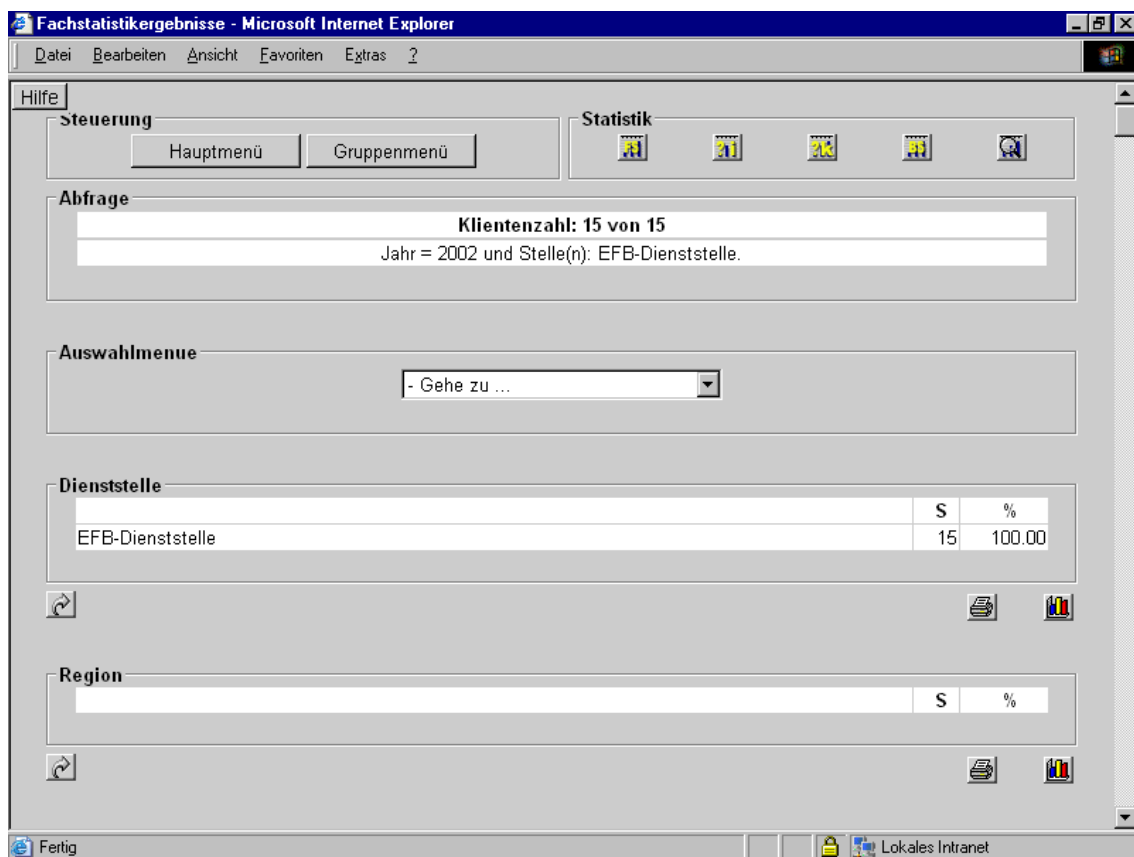 Fachstatistikergebnisse - Microsoft Internet Explorer
Datei Bearbeiten Ansicht Favoriten Extras ?
Hilfe
Steuerung
Hauptmenü Gruppenmenü
Statistik
Abfrage
Klientenzahl: 15 von 15
Jahr = 2002 und Stelle(n): EFB-Dienststelle.
Auswahlmenue
- Gehe zu ...
Dienststelle
S %
EFB-Dienststelle 15 100.00
Region
S %
Fertig Lokales Intranet